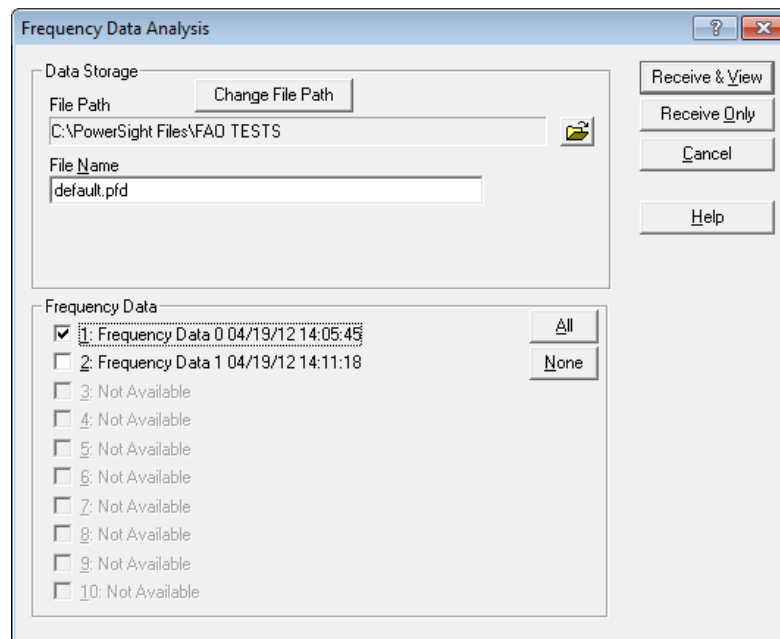 Frequency Data Analysis
Data Storage
Change File Path
File Path
C:\PowerSight Files\FAO TESTS
File Name
default.pfd
Receive & View
Receive Only
Cancel
Help
Frequency Data
1: Frequency Data 0 04/19/12 14:05:45
2: Frequency Data 1 04/19/12 14:11:18
3: Not Available
4: Not Available
5: Not Available
6: Not Available
7: Not Available
8: Not Available
9: Not Available
10: Not Available
All
None